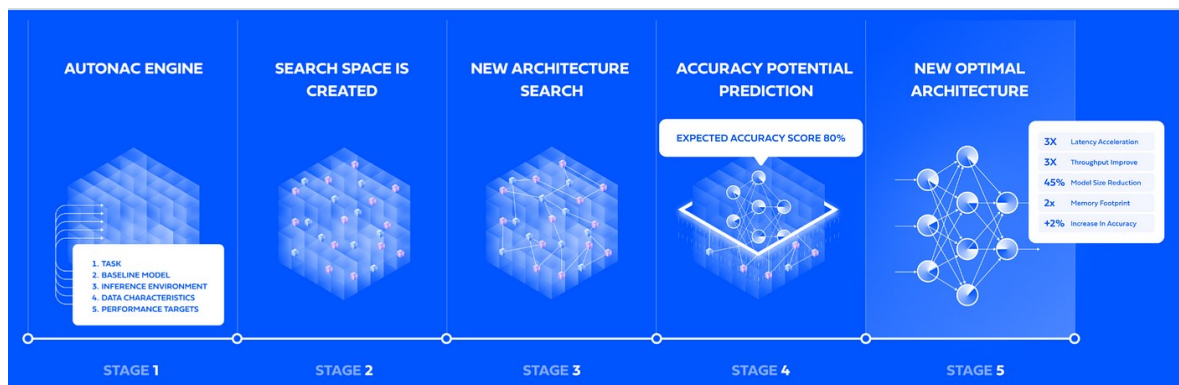 AUTONAC ENGINE
1. TASK
2. BASELINE MODEL
3. INFERENCE ENVIRONMENT
4. DATA CHARACTERISTICS
5. PERFORMANCE TARGETS
STAGE 1
SEARCH SPACE IS
CREATED
STAGE 2
NEW ARCHITECTURE
SEARCH
STAGE 3
ACCURACY POTENTIAL
PREDICTION
EXPECTED ACCURACY SCORE 80%
STAGE 4
NEW OPTIMAL
ARCHITECTURE
3X Latency Acceleration
3X Throughput Improve
45% Model Size Reduction
2x Memory Footprint
+2% Increase In Accuracy
STAGE 5